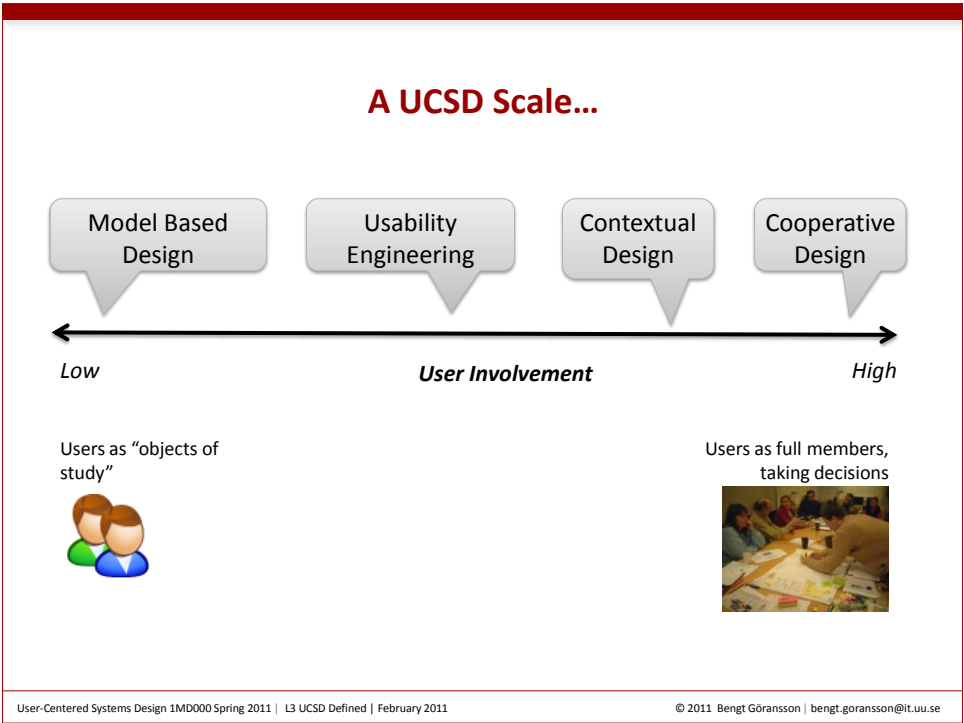 A UCSD Scale…
Model Based
Design
Usability
Engineering
Contextual
Design
Cooperative
Design
Low
User Involvement
High
Users as “objects of
study”
Users as full members,
taking decisions
User-Centered Systems Design 1MD000 Spring 2011 | L3 UCSD Defined | February 2011
© 2011 Bengt Göransson | bengt.goransson@it.uu.se